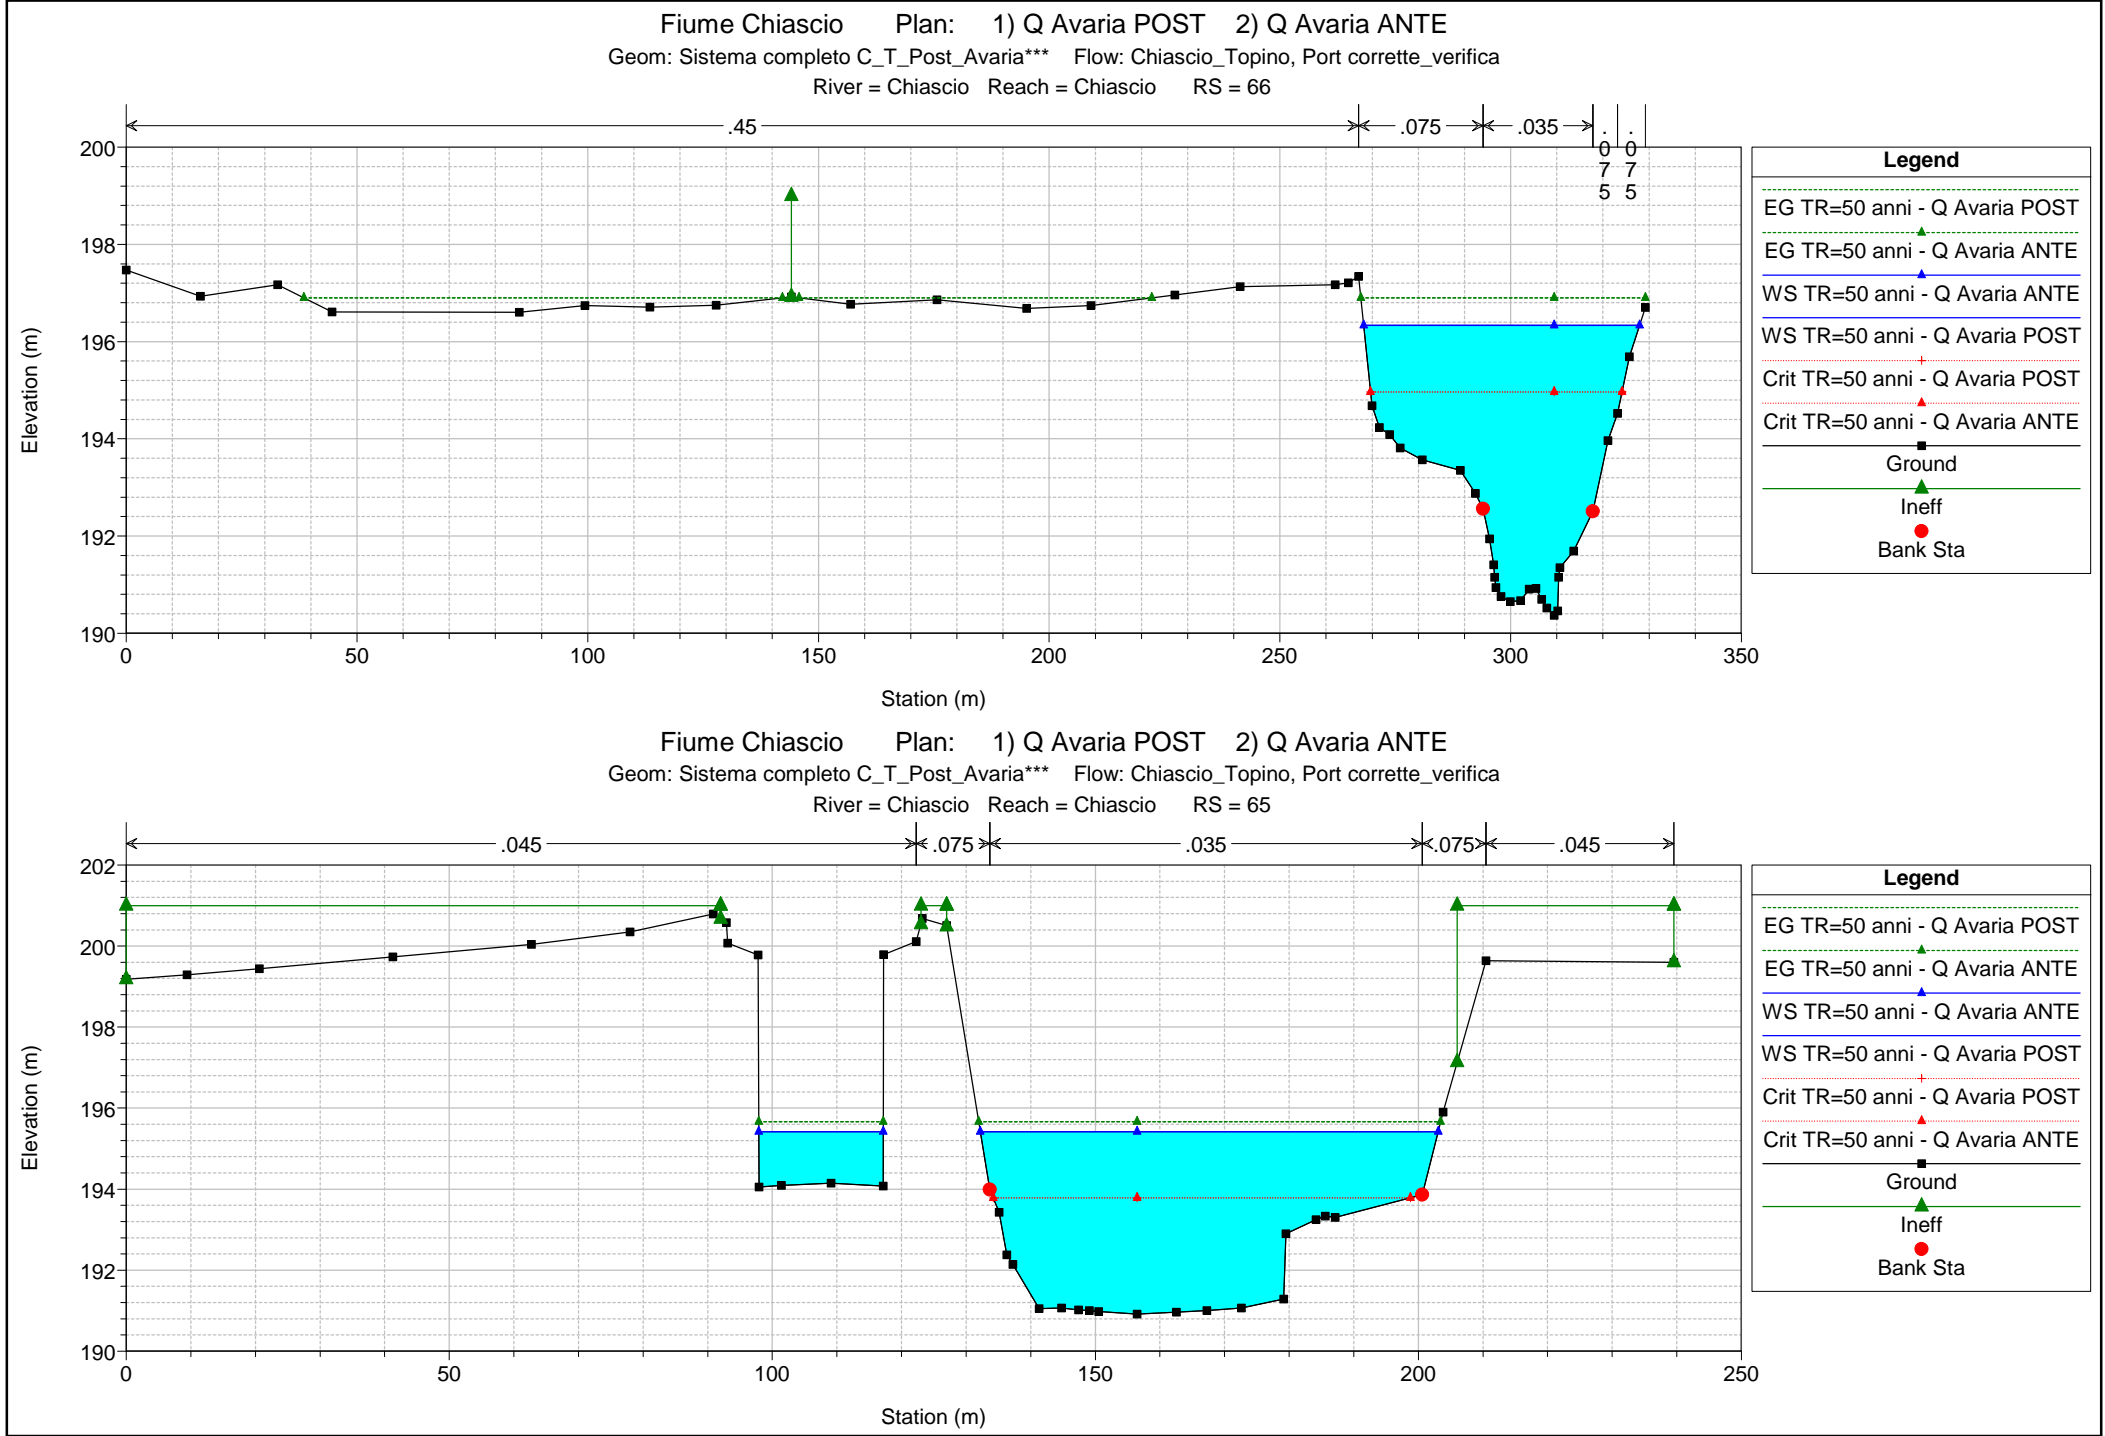 Fiume Chiascio Plan: 1) Q Avaria POST 2) Q Avaria ANTE
Geom: Sistema completo C_T_Post_Avaria*** Flow: Chiascio_Topino, Port corrette_verifica
River = Chiascio Reach = Chiascio RS = 66
.45 .075 .035 .075 .075
200
198
196
194
192
190
Elevation (m)
0 50 100 150 200 250 300 350
Station (m)
Legend
EG TR=50 anni - Q Avaria POST
EG TR=50 anni - Q Avaria ANTE
WS TR=50 anni - Q Avaria ANTE
WS TR=50 anni - Q Avaria POST
Crit TR=50 anni - Q Avaria POST
Crit TR=50 anni - Q Avaria ANTE
Ground
Ineff
Bank Sta
Fiume Chiascio Plan: 1) Q Avaria POST 2) Q Avaria ANTE
Geom: Sistema completo C_T_Post_Avaria*** Flow: Chiascio_Topino, Port corrette_verifica
River = Chiascio Reach = Chiascio RS = 65
.045 .075 .035 .075 .045
202
200
198
196
194
192
190
Elevation (m)
0 50 100 150 200 250
Station (m)
Legend
EG TR=50 anni - Q Avaria POST
EG TR=50 anni - Q Avaria ANTE
WS TR=50 anni - Q Avaria ANTE
WS TR=50 anni - Q Avaria POST
Crit TR=50 anni - Q Avaria POST
Crit TR=50 anni - Q Avaria ANTE
Ground
Ineff
Bank Sta